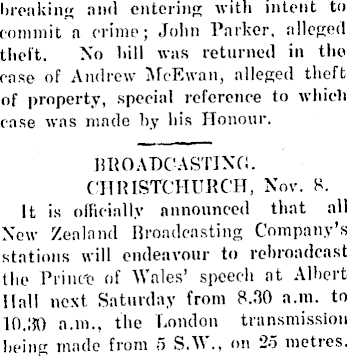 breaking and entering with intent to
commit a crime; John Parker, alleged
theft. No bill was returned in the
case of Andrew McEwan, alleged theft
of property, special reference to which
case was made by his Honour.
BROADCASTING.
CHRISTCHURCH, Nov. 8.
It is officially announced that all
New Zealand Broadcasting Company's
stations will endeavour to rebroadcast
the Prince of Wales' speech at Albert
Hall next Saturday from 8.30 a.m. to
10.30 a.m., the London transmission
being made from 5 S.W., on 25 metres.